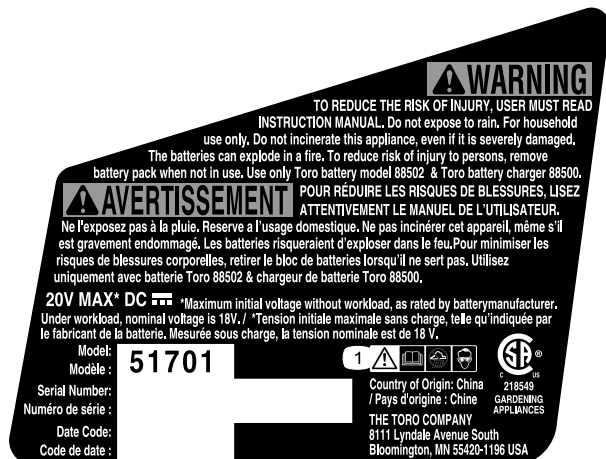 WARNING
TO REDUCE THE RISK OF INJURY, USER MUST READ
INSTRUCTION MANUAL. Do not expose to rain. For household
use only. Do not incinerate this appliance, even if it is severely damaged.
The batteries can explode in a fire. To reduce risk of injury to persons, remove
battery pack when not in use. Use only Toro battery model 88502 & Toro battery charger 88500.
AVERTISSEMENT
POUR RÉDUIRE LES RISQUES DE BLESSURES, LISEZ
ATTENTIVEMENT LE MANUEL DE L'UTILISATEUR.
Ne l'exposez pas à la pluie. Reserve a l'usage domestique. Ne pas incinérer cet appareil, même s'il
est gravement endommagé. Les batteries risqueraient d'exploser dans le feu.Pour minimiser les
risques de blessures corporelles, retirer le bloc de batteries lorsqu'il ne sert pas. Utilisez
uniquement avec batterie Toro 88502 & chargeur de batterie Toro 88500.
20V MAX* DC *Maximum initial voltage without workload, as rated by batterymanufacturer.
Under workload, nominal voltage is 18V. / *Tension initiale maximale sans charge, telle qu'indiquée par
le fabricant de la batterie. Mesurée sous charge, la tension nominale est de 18 V.
Model:
Modèle :
51701
Serial Number:
Numéro de série :
Date Code:
Code de date :
1
Country of Origin: China
/ Pays d'origine : Chine
THE TORO COMPANY
8111 Lyndale Avenue South
Bloomington, MN 55420-1196 USA
SA
®
C US
218549
GARDENING
APPLIANCES